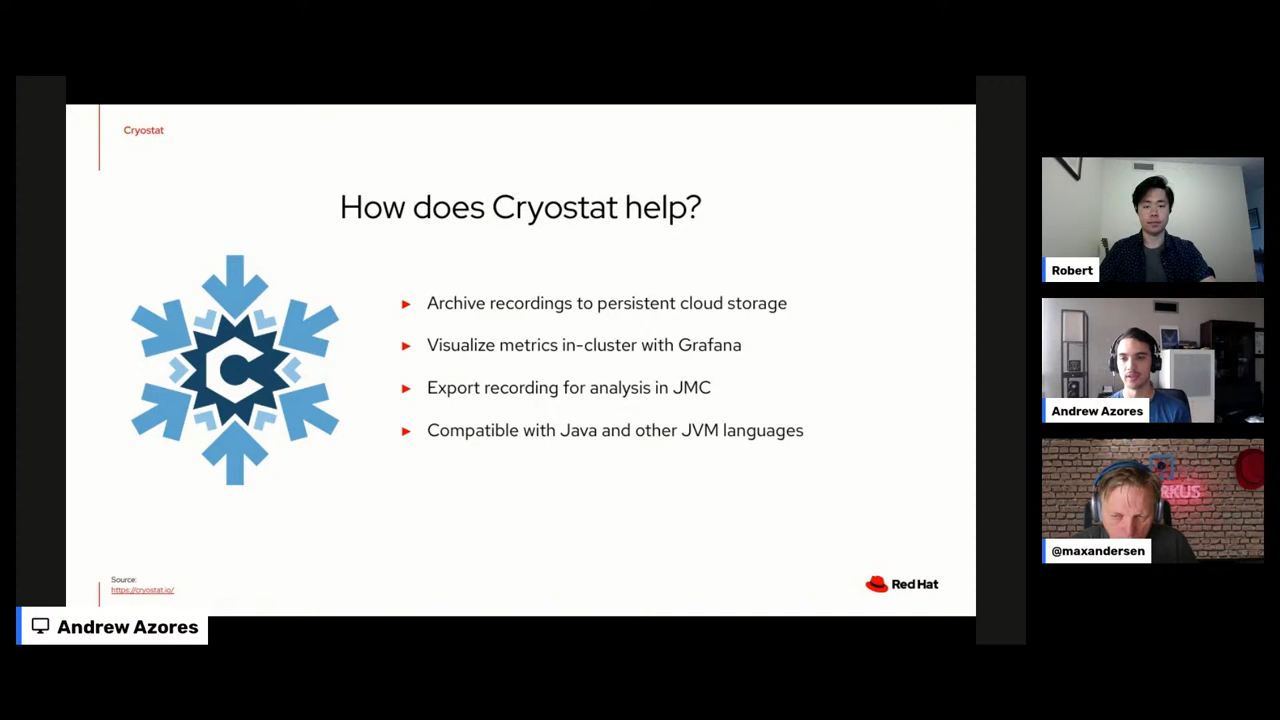 Cryostat
How does Cryostat help?
Archive recordings to persistent cloud storage
Visualize metrics in-cluster with Grafana
Export recording for analysis in JMC
Compatible with Java and other JVM languages
Source:
https://cryostat.io/
Red Hat
Andrew Azores
Robert
Andrew Azores
RKUS
@maxandersen